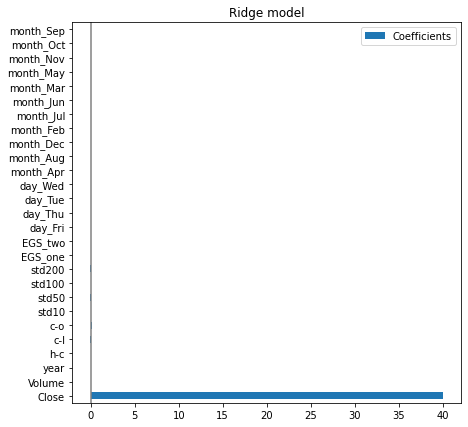 Ridge model
Coefficients
month_Sep
month_Oct
month_Nov
month_May
month_Mar
month_Jun
month_Jul
month_Feb
month_Dec
month_Aug
month_Apr
day_Wed
day_Tue
day_Thu
day_Fri
EGS_two
EGS_one
std200
std100
std50
std10
c-o
c-l
h-c
year
Volume
Close
0 5 10 15 20 25 30 35 40